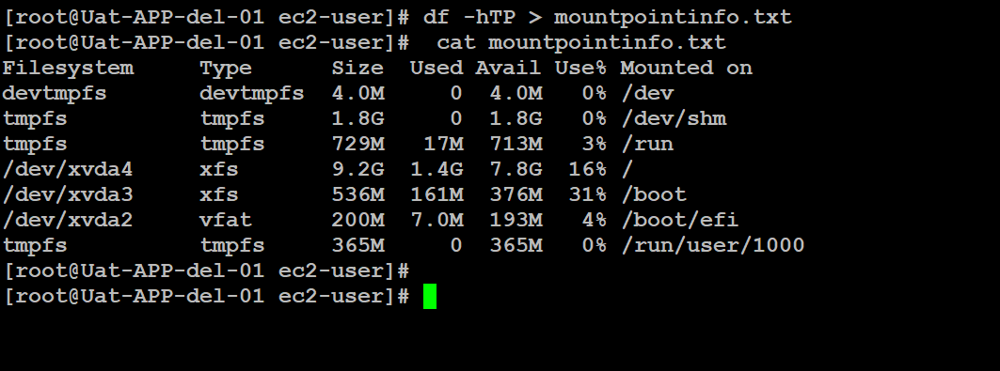 [root@Uat-APP-del-01 ec2-user]# df -hTP > mountpointinfo.txt
[root@Uat-APP-del-01 ec2-user]#  cat mountpointinfo.txt
Filesystem     Type      Size  Used Avail Use% Mounted on
devtmpfs       devtmpfs  4.0M     0  4.0M   0% /dev
tmpfs          tmpfs     1.8G     0  1.8G   0% /dev/shm
tmpfs          tmpfs     729M   17M  713M   3% /run
/dev/xvda4     xfs       9.2G  1.4G  7.8G  16% /
/dev/xvda3     xfs       536M  161M  376M  31% /boot
/dev/xvda2     vfat      200M  7.0M  193M   4% /boot/efi
tmpfs          tmpfs     365M     0  365M   0% /run/user/1000
[root@Uat-APP-del-01 ec2-user]#
[root@Uat-APP-del-01 ec2-user]#